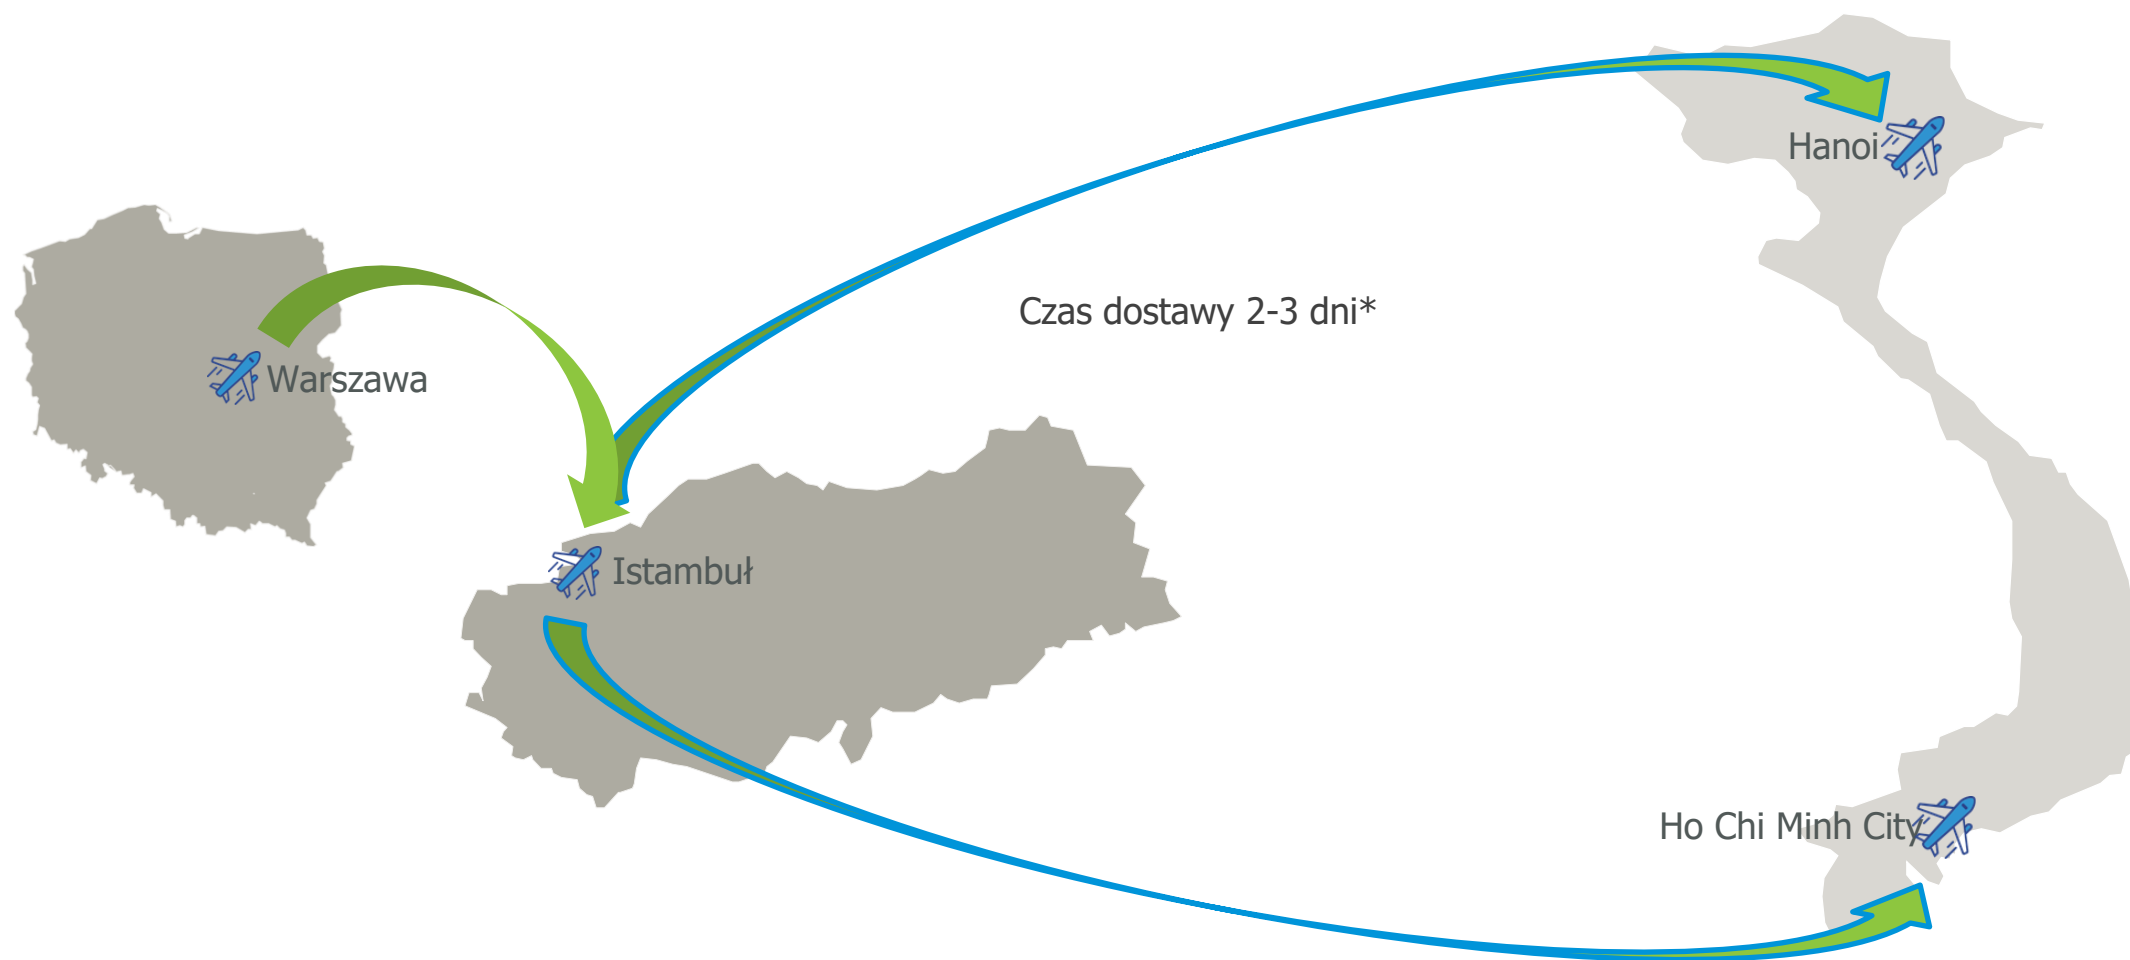 Hanoi
Czas dostawy 2-3 dni*
Warszawa
Istambuł
Ho Chi Minh City